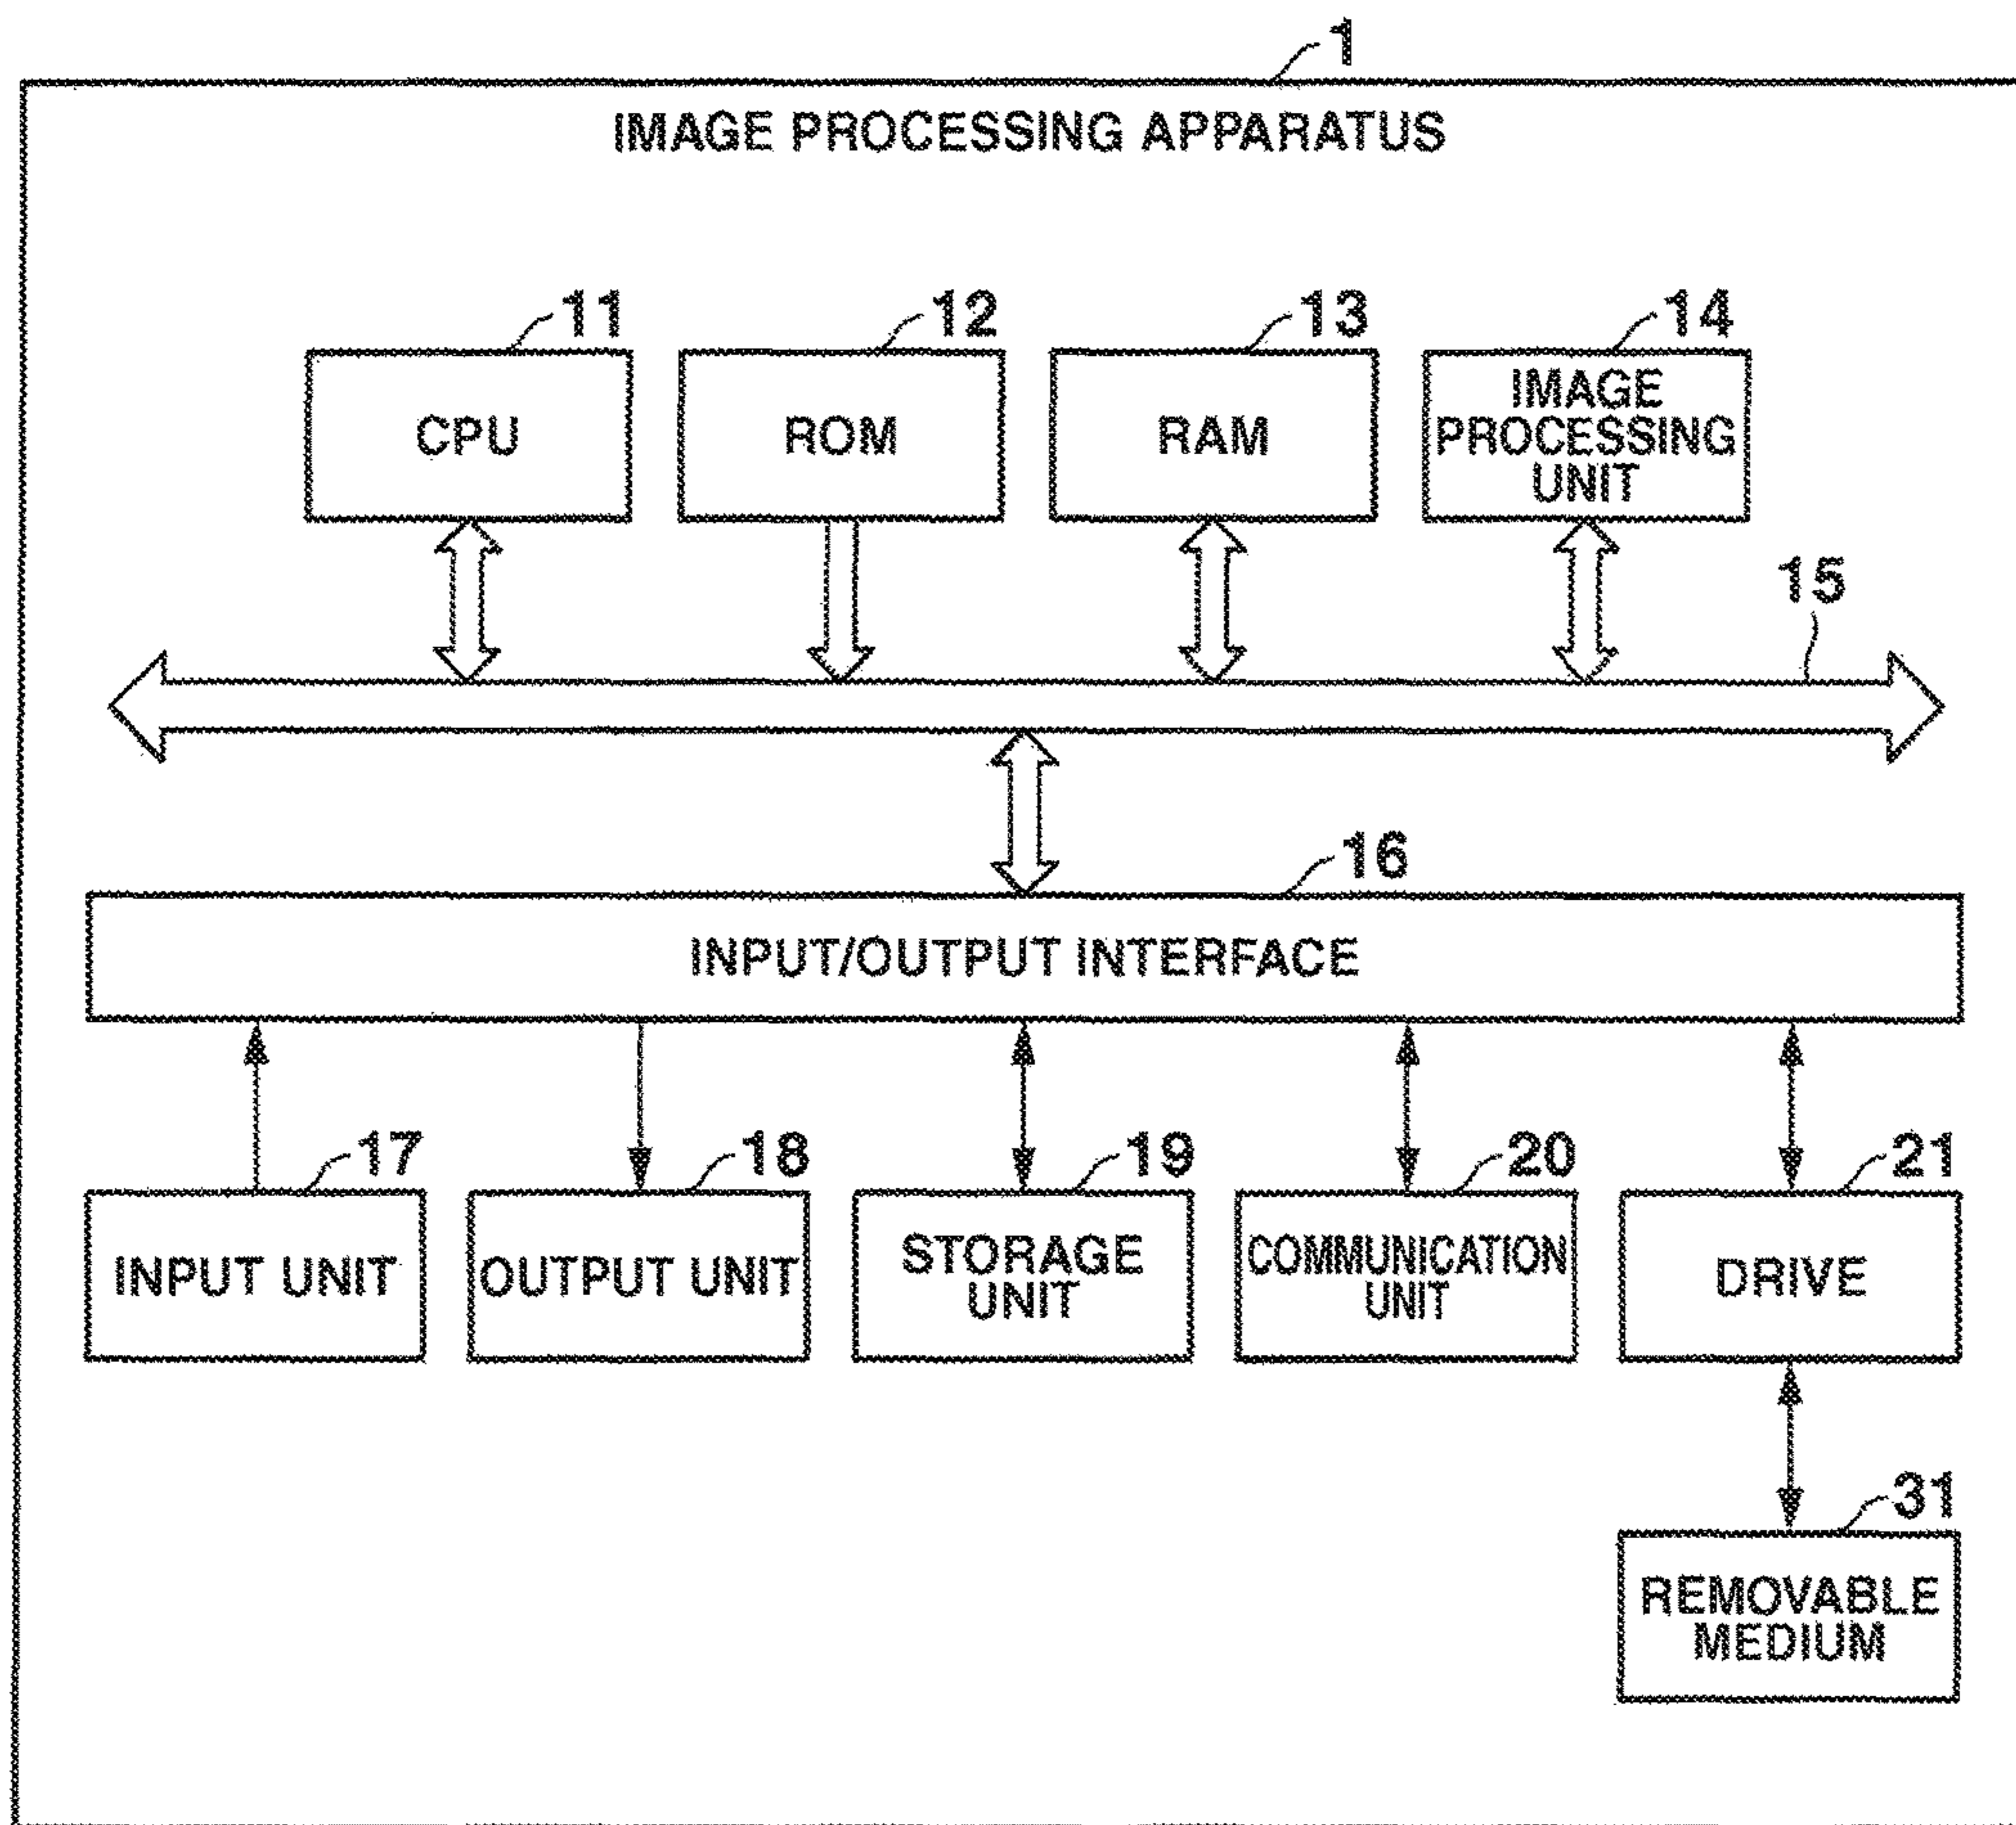 1
IMAGE PROCESSING APPARATUS
11
12
13
14
CPU
ROM
RAM
IMAGE
PROCESSING
UNIT
15
16
INPUT/OUTPUT INTERFACE
17
18
19
20
21
INPUT UNIT
OUTPUT UNIT
STORAGE
UNIT
COMMUNICATION
UNIT
DRIVE
31
REMOVABLE
MEDIUM